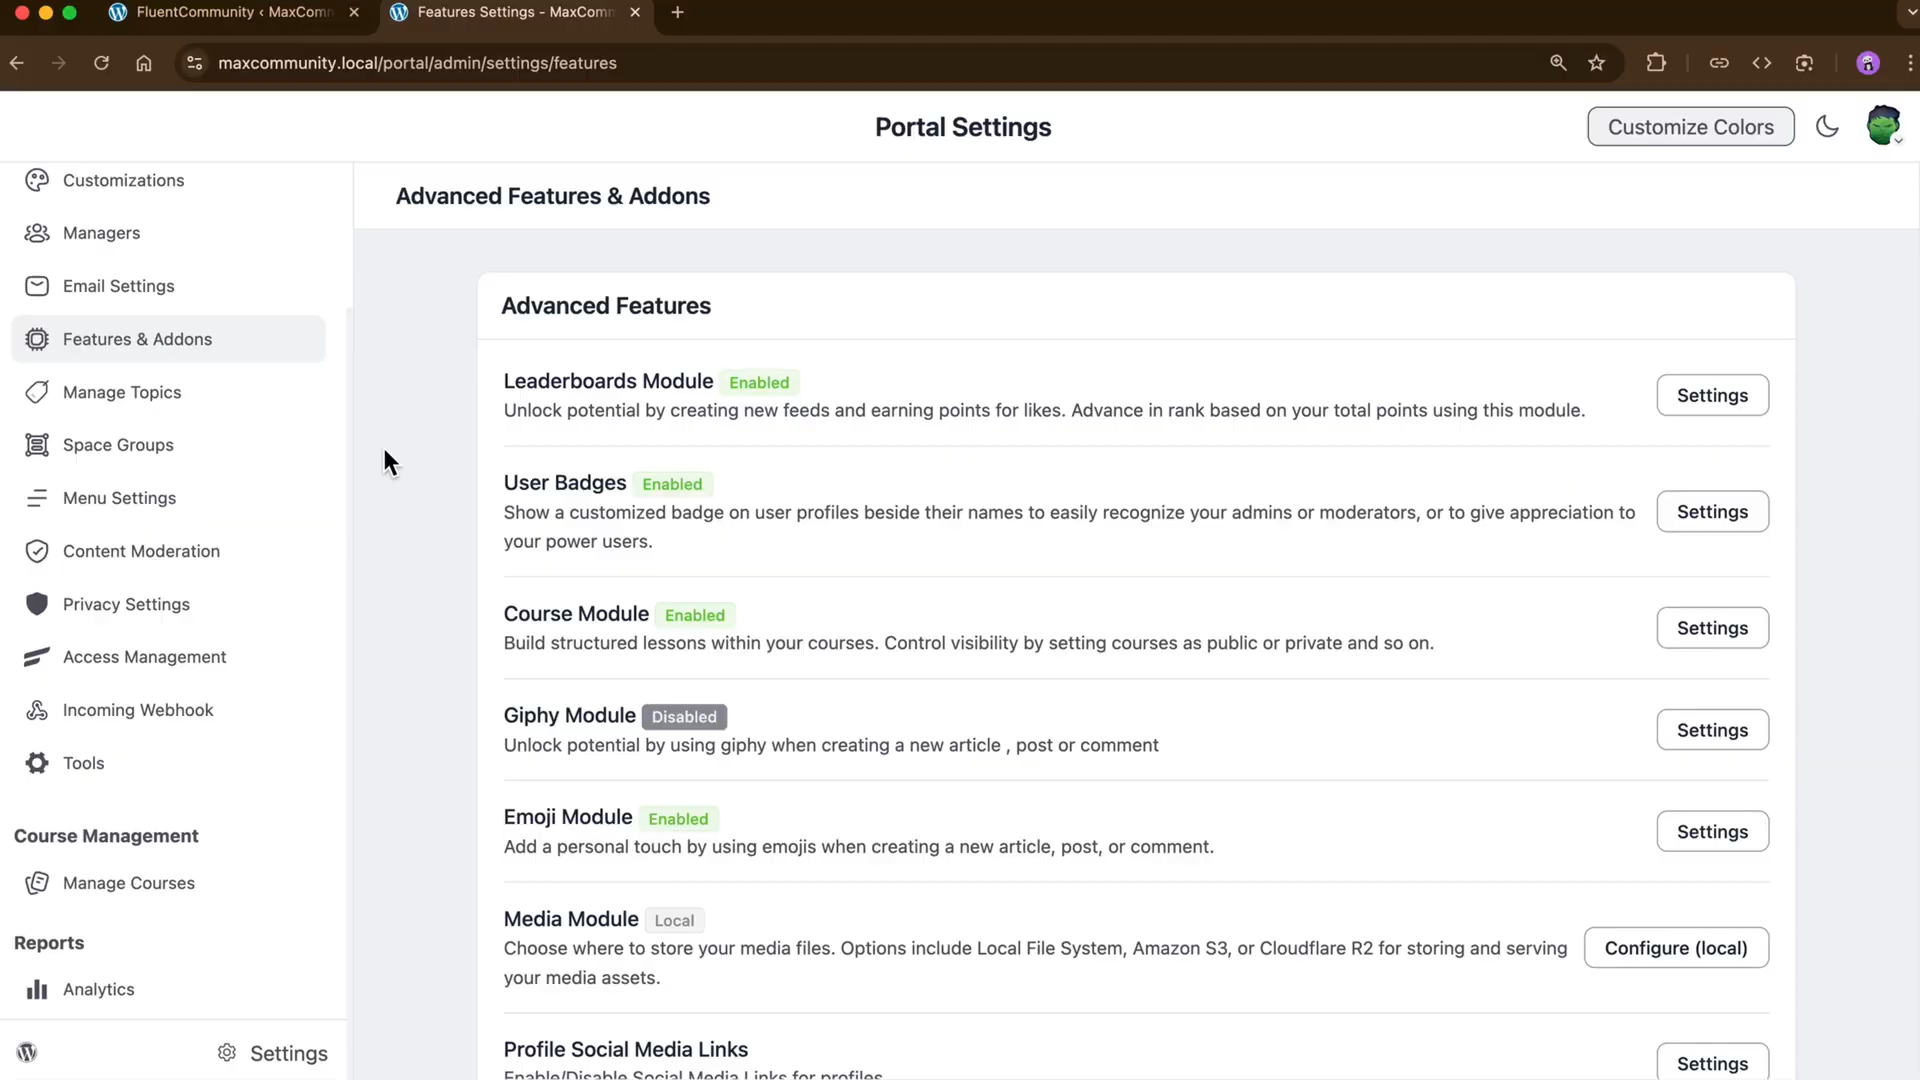 FluentCommunity ‹ MaxComm
Features Settings - MaxComm
maxcommunity.local/portal/admin/settings/features
Portal Settings
Customize Colors
Customizations
Managers
Email Settings
Features & Addons
Manage Topics
Space Groups
Menu Settings
Content Moderation
Privacy Settings
Access Management
Incoming Webhook
Tools
Course Management
Manage Courses
Reports
Analytics
Settings
Advanced Features & Addons
Advanced Features
Leaderboards Module Enabled
Unlock potential by creating new feeds and earning points for likes. Advance in rank based on your total points using this module.
Settings
User Badges Enabled
Show a customized badge on user profiles beside their names to easily recognize your admins or moderators, or to give appreciation to
your power users.
Settings
Course Module Enabled
Build structured lessons within your courses. Control visibility by setting courses as public or private and so on.
Settings
Giphy Module Disabled
Unlock potential by using giphy when creating a new article , post or comment
Settings
Emoji Module Enabled
Add a personal touch by using emojis when creating a new article, post, or comment.
Settings
Media Module Local
Choose where to store your media files. Options include Local File System, Amazon S3, or Cloudflare R2 for storing and serving
your media assets.
Configure (local)
Profile Social Media Links
Enable/Disable Social Media Links for profiles
Settings